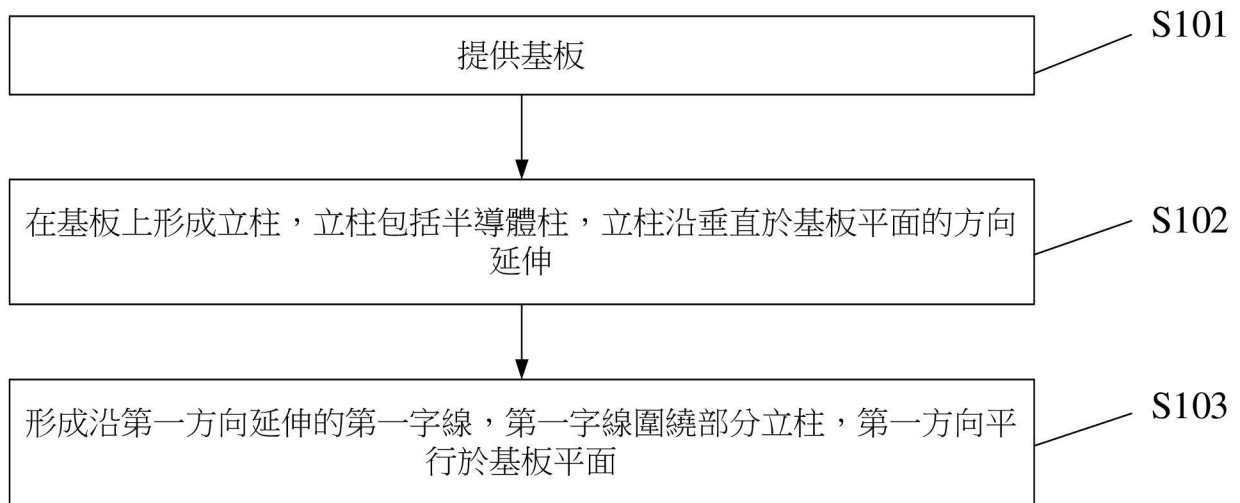 提供基板
S101
在基板上形成立柱，立柱包括半導體柱，立柱沿垂直於基板平面的方向
延伸
S102
形成沿第一方向延伸的第一字線，第一字線圍繞部分立柱，第一方向平
行於基板平面
S103